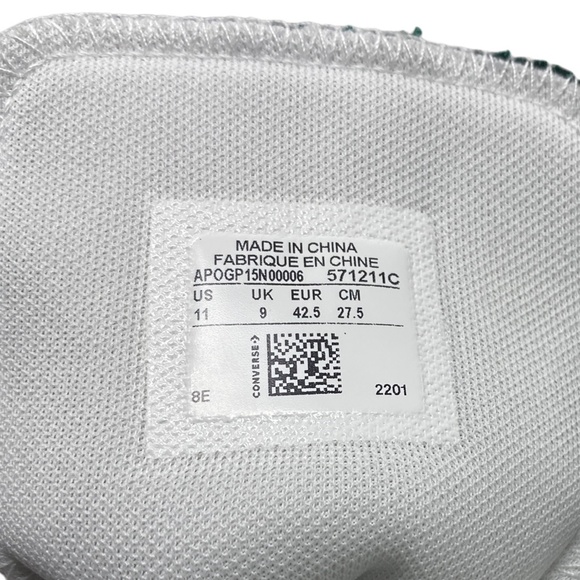 MADE IN CHINA
FABRIQUE EN CHINE
APOGP15N00006 571211C
US UK EUR CM
11 9 42.5 27.5
CONVERSE
8E 2201